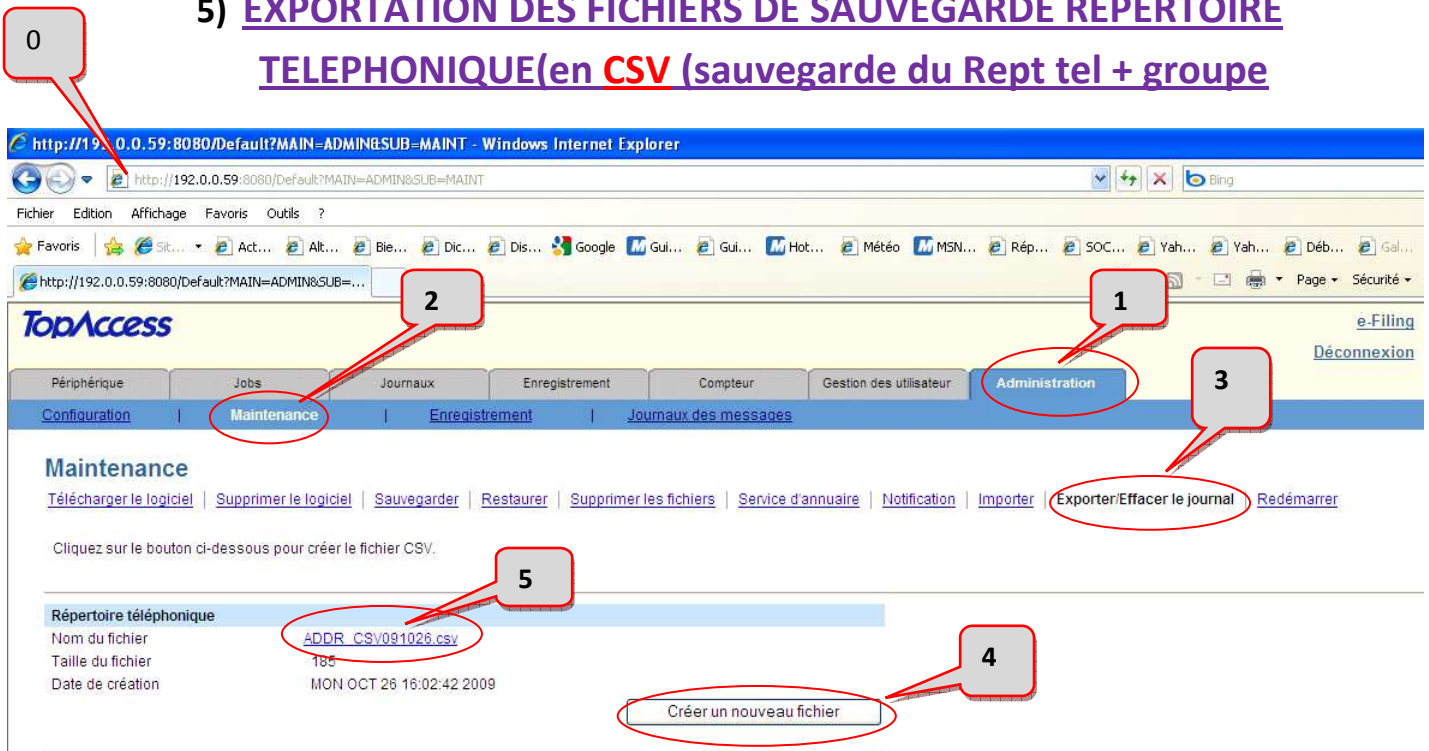 5) EXPORTATION DES FICHIERS DE SAUVEGARDE REPERTOIRE
0
TELEPHONIQUE(en CSV (sauvegarde du Rept tel + groupe
http://192.0.0.59:8080/Default?MAIN=ADMIN&SUB=MAINT - Windows Internet Explorer
http://192.0.0.59:8080/Default?MAIN=ADMIN&SUB=MAINT
Bing
Fichier Edition Affichage Favoris Outils ?
Favoris Sit... Act... Alt... Bie... Dic... Dis... Google Gui... Gui... Hot... Météo MSN... Rép... SOC... Yah... Yah... Déb... Gal...
http://192.0.0.59:8080/Default?MAIN=ADMIN&SUB=...
Page Sécurité
2
1
TopAccess
e-Filing
Déconnexion
3
Périphérique Jobs Journaux Enregistrement Compteur Gestion des utilisateur Administration
Configuration | Maintenance | Enregistrement | Journaux des messages
Maintenance
Télécharger le logiciel | Supprimer le logiciel | Sauvegarder | Restaurer | Supprimer les fichiers | Service d'annuaire | Notification | Importer | Exporter/Effacer le journal | Redémarrer
Cliquez sur le bouton ci-dessous pour créer le fichier CSV.
5
Répertoire téléphonique
Nom du fichier ADDR_CSV091026.csv
Taille du fichier 185
4
Date de création MON OCT 26 16:02:42 2009
Créer un nouveau fichier